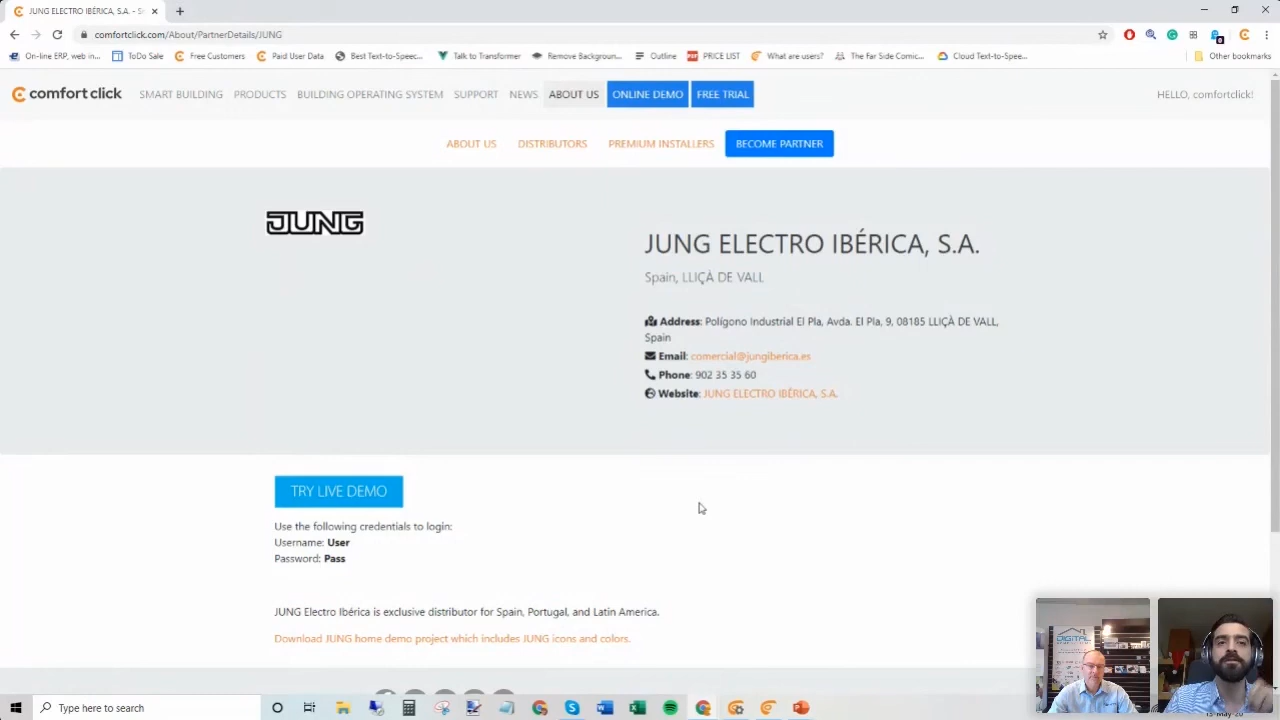 JUNG ELECTRO IBÉRICA, S.A. - S
comfortclick.com/About/PartnerDetails/JUNG
On-line ERP, web in... ToDo Sale Free Customers Paid User Data Best Text-to-Speec... Talk to Transformer Remove Backgroun... Outline PRICE LIST What are users? The Far Side Comic... Cloud Text-to-Spee... Other bookmarks
comfort click SMART BUILDING PRODUCTS BUILDING OPERATING SYSTEM SUPPORT NEWS ABOUT US ONLINE DEMO FREE TRIAL HELLO, comfortclick!
ABOUT US DISTRIBUTORS PREMIUM INSTALLERS BECOME PARTNER
JUNG
JUNG ELECTRO IBÉRICA, S.A.
Spain, LLIÇÀ DE VALL
Address: Polígono Industrial El Pla, Avda. El Pla, 9, 08185 LLIÇÀ DE VALL,
Spain
Email: comercial@jungiberica.es
Phone: 902 35 35 60
Website: JUNG ELECTRO IBÉRICA, S.A.
TRY LIVE DEMO
Use the following credentials to login:
Username: User
Password: Pass
JUNG Electro Ibérica is exclusive distributor for Spain, Portugal, and Latin America.
Download JUNG home demo project which includes JUNG icons and colors.
DIGITAL
Type here to search
13-May-20